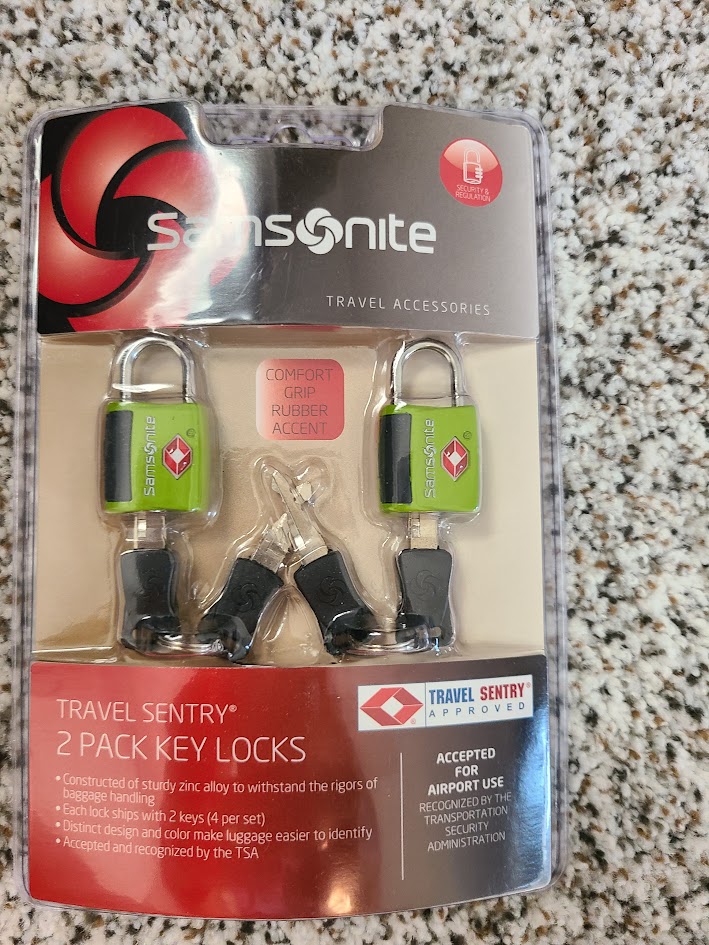 SECURITY &
REGULATION
Samsonite
TRAVEL ACCESSORIES
COMFORT
GRIP
RUBBER
ACCENT
Samsonite
®
Samsonite
®
TRAVEL SENTRY®
2 PACK KEY LOCKS
• Constructed of sturdy zinc alloy to withstand the rigors of
baggage handling
• Each lock ships with 2 keys (4 per set)
• Distinct design and color make luggage easier to identify
• Accepted and recognized by the TSA
TRAVEL SENTRY®
APPROVED
ACCEPTED
FOR
AIRPORT USE
RECOGNIZED BY THE
TRANSPORTATION
SECURITY
ADMINISTRATION